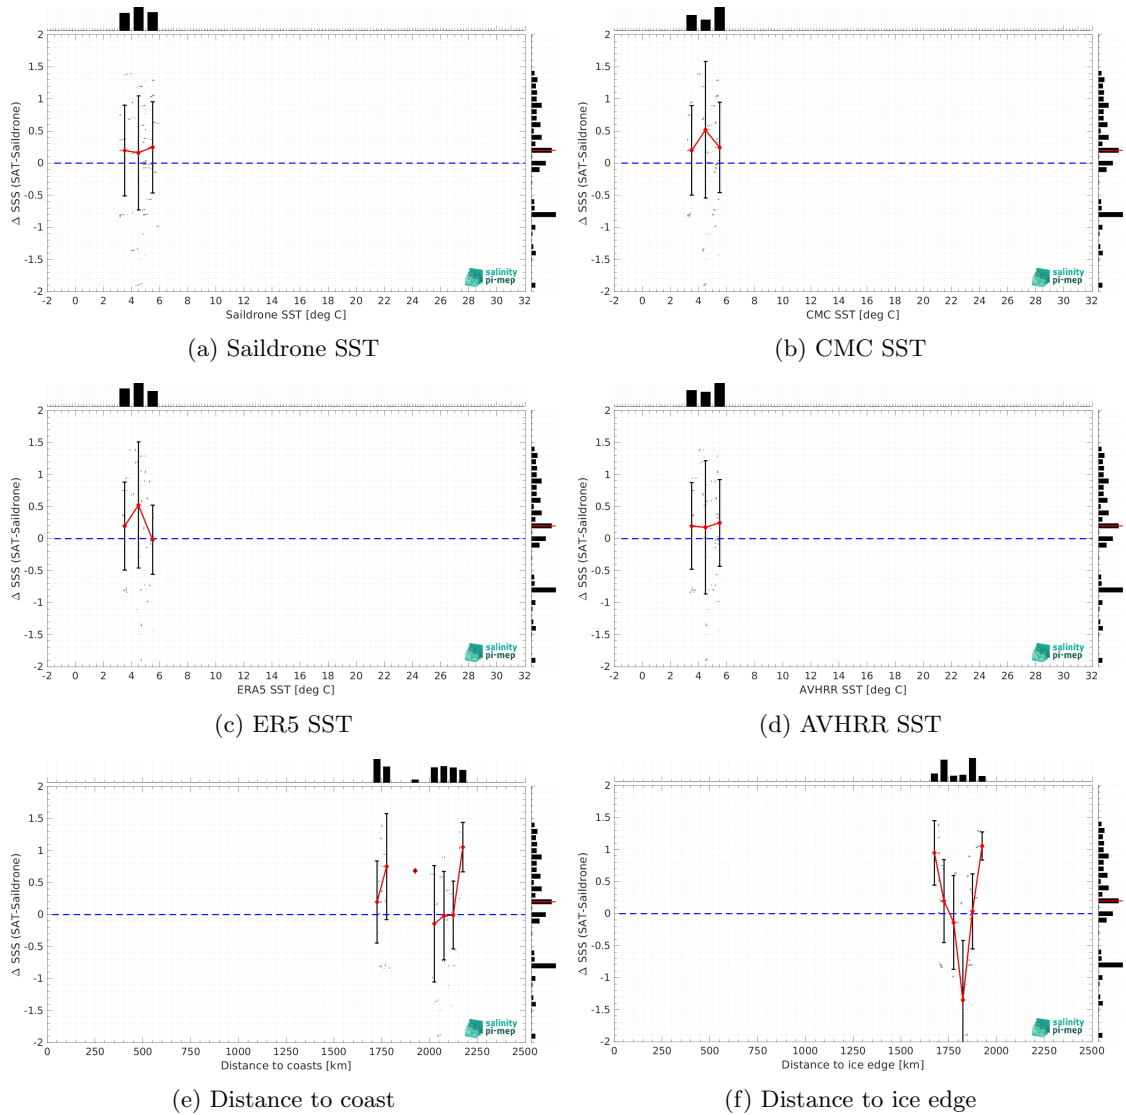 2
1.5
1
0.5
0
-0.5
-1
-1.5
-2
Δ SSS (SAT-Saildrone)
-2 0 2 4 6 8 10 12 14 16 18 20 22 24 26 28 30 32
Saildrone SST [deg C]
salinity
pi-mep
(a) Saildrone SST
2
1.5
1
0.5
0
-0.5
-1
-1.5
-2
Δ SSS (SAT-Saildrone)
-2 0 2 4 6 8 10 12 14 16 18 20 22 24 26 28 30 32
CMC SST [deg C]
salinity
pi-mep
(b) CMC SST
2
1.5
1
0.5
0
-0.5
-1
-1.5
-2
Δ SSS (SAT-Saildrone)
-2 0 2 4 6 8 10 12 14 16 18 20 22 24 26 28 30 32
ERA5 SST [deg C]
salinity
pi-mep
(c) ER5 SST
2
1.5
1
0.5
0
-0.5
-1
-1.5
-2
Δ SSS (SAT-Saildrone)
-2 0 2 4 6 8 10 12 14 16 18 20 22 24 26 28 30 32
AVHRR SST [deg C]
salinity
pi-mep
(d) AVHRR SST
2
1.5
1
0.5
0
-0.5
-1
-1.5
-2
Δ SSS (SAT-Saildrone)
0 250 500 750 1000 1250 1500 1750 2000 2250 2500
Distance to coasts [km]
salinity
pi-mep
(e) Distance to coast
2
1.5
1
0.5
0
-0.5
-1
-1.5
-2
Δ SSS (SAT-Saildrone)
0 250 500 750 1000 1250 1500 1750 2000 2250 2500
Distance to ice edge [km]
salinity
pi-mep
(f) Distance to ice edge